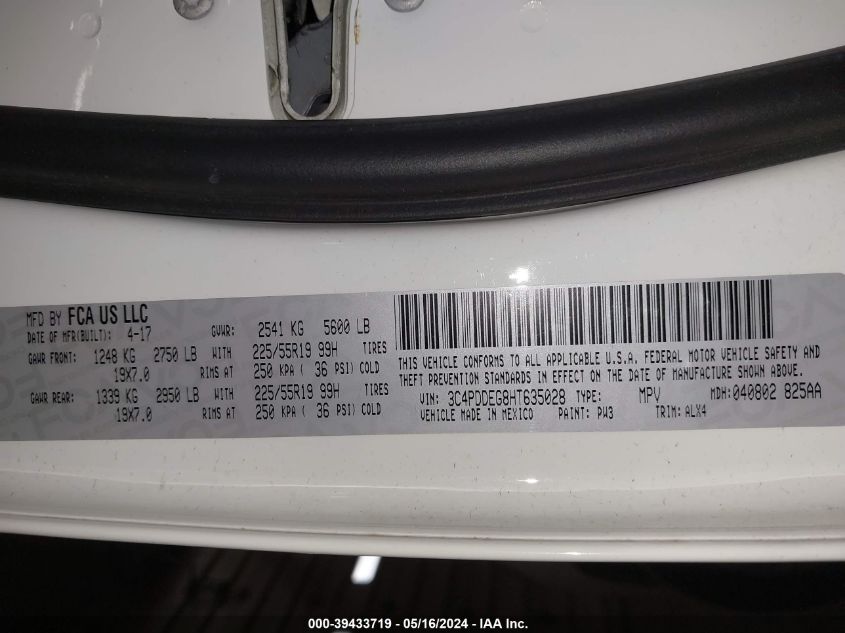 MFD BY FCA US LLC
DATE OF MFR(BUILT): 4-17 GVWR: 2541 KG 5600 LB
GAWR FRONT: 1248 KG 2750 LB WITH 225/55R19 99H TIRES
19X7.0 RIMS AT 250 KPA ( 36 PSI) COLD
GAWR REAR: 1339 KG 2950 LB WITH 225/55R19 99H TIRES
19X7.0 RIMS AT 250 KPA ( 36 PSI) COLD
THIS VEHICLE CONFORMS TO ALL APPLICABLE U.S.A. FEDERAL MOTOR VEHICLE SAFETY AND
THEFT PREVENTION STANDARDS IN EFFECT ON THE DATE OF MANUFACTURE SHOWN ABOVE.
VIN: 3C4PDDEG8HT635028 TYPE: MPV MDH: 040802 825AA
VEHICLE MADE IN MEXICO PAINT: PW3 TRIM: ALX4
000-39433719 - 05/16/2024 - IAA Inc.